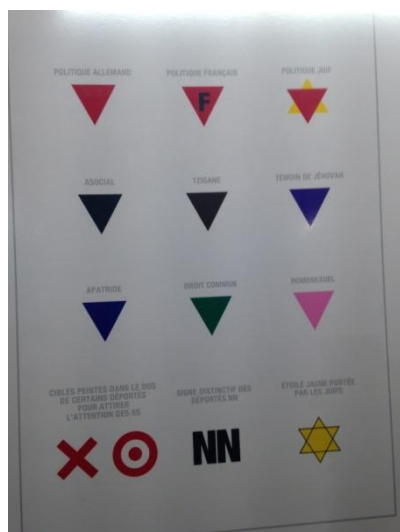 POLITIQUE ALLEMAND
POLITIQUE FRANÇAIS
POLITIQUE JUIF
F
ASOCIAL
TZIGANE
TÉMOIN DE JÉHOVAH
APATRIDE
DROIT COMMUN
HOMOSEXUEL
CIBLES PEINTES DANS LE DOS
DE CERTAINS DÉPORTÉS
POUR ATTIRER
L'ATTENTION DES SS
SIGNE DISTINCTIF DES
DÉPORTÉS NN
ÉTOILE JAUNE PORTÉE
PAR LES JUIFS
NN